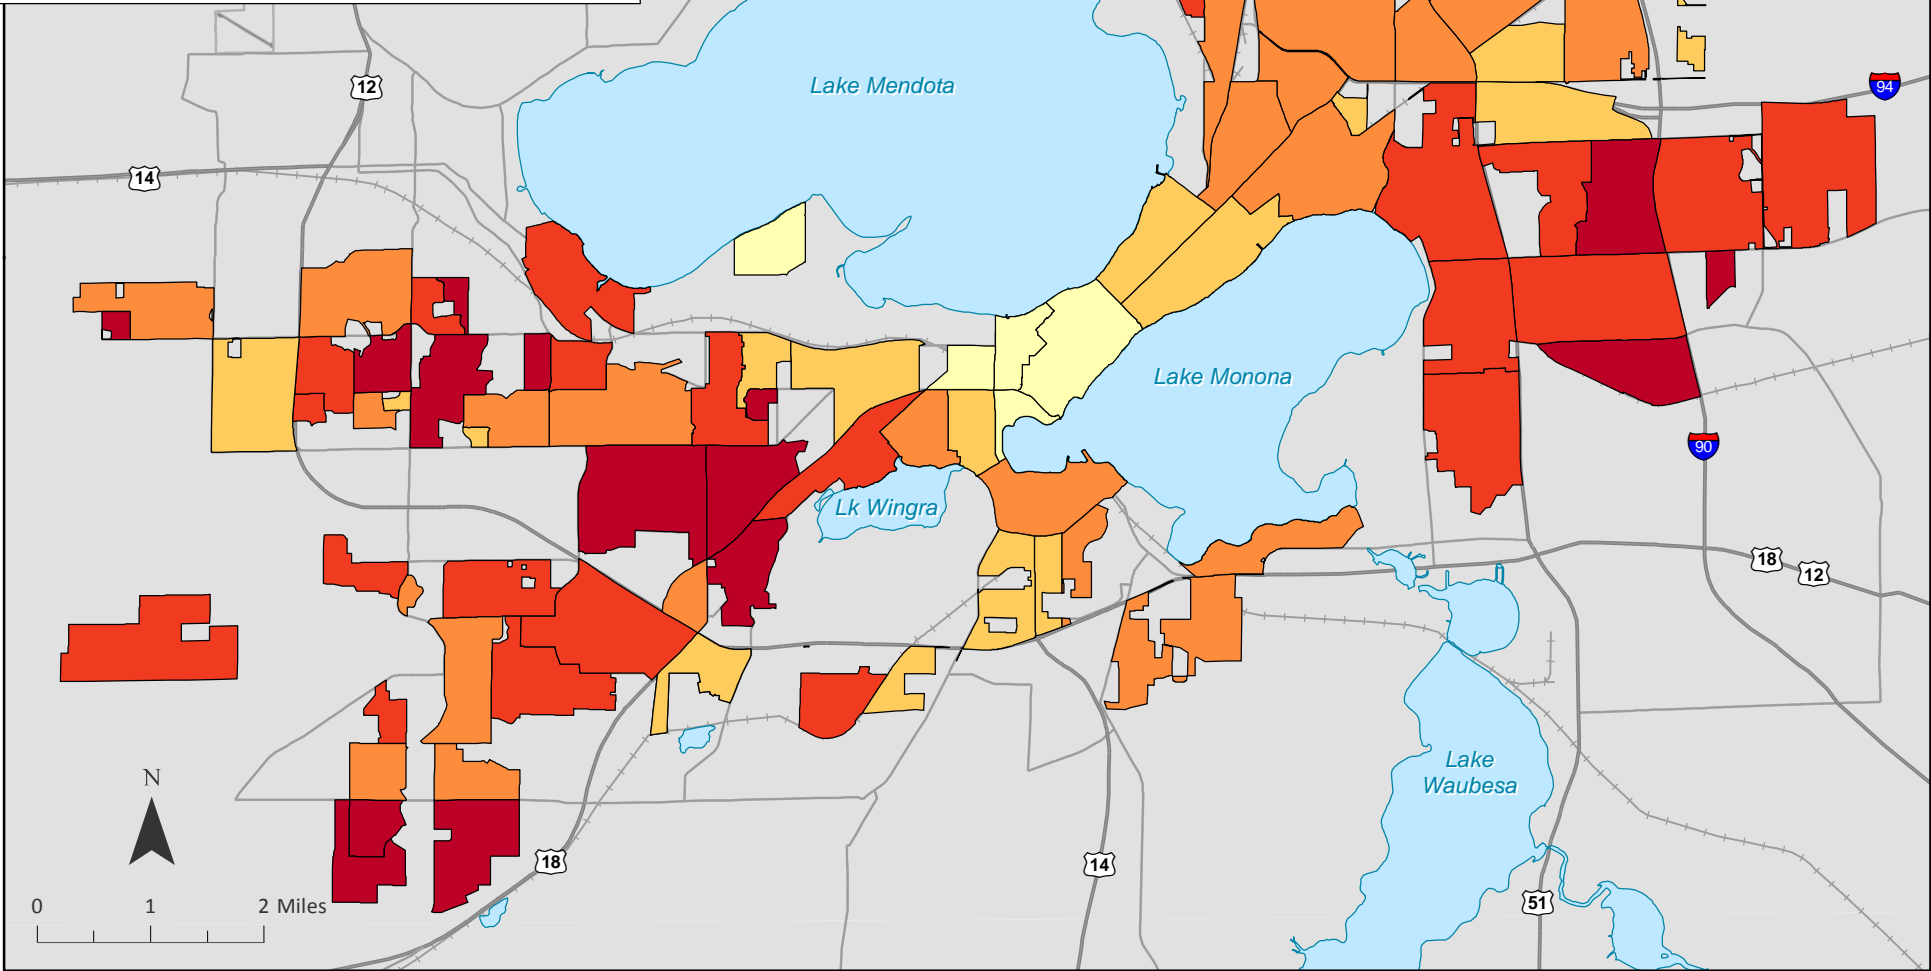 Lake Mendota
12
94
14
Lake Monona
90
Lk Wingra
18
12
Lake
Waubesa
N
18
14
51
0 1 2 Miles